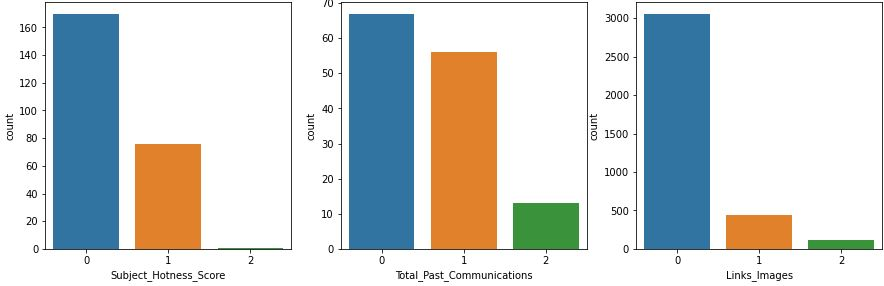 160
140
120
100
80
60
40
20
0
count
0 1 2
Subject_Hotness_Score
70
60
50
40
30
20
10
0
count
0 1 2
Total_Past_Communications
3000
2500
2000
1500
1000
500
0
count
0 1 2
Links_Images